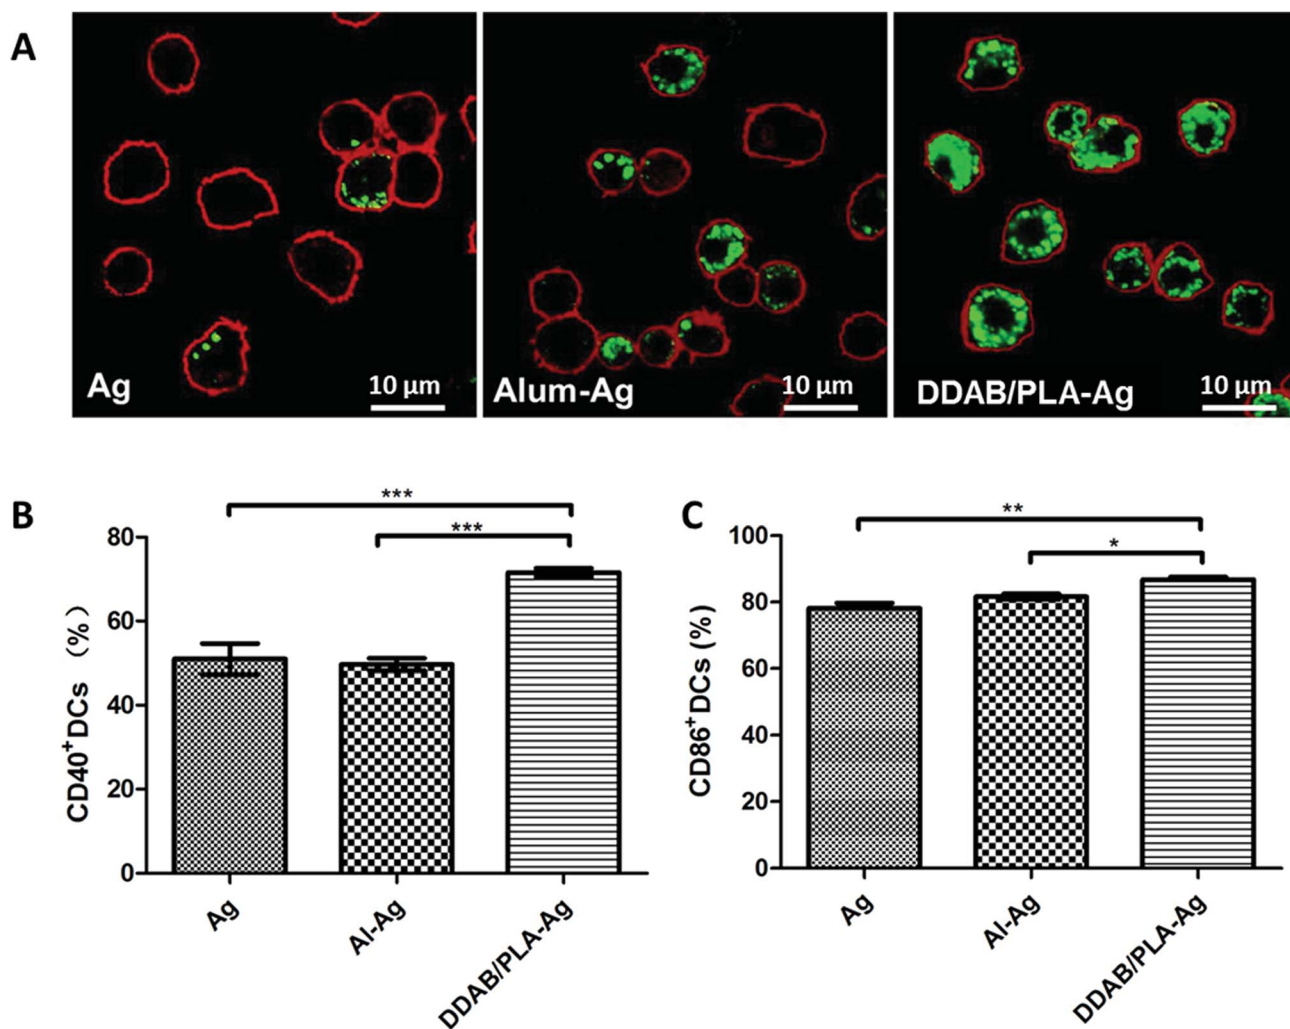 A
Ag
10 µm
Alum-Ag
10 µm
DDAB/PLA-Ag
10 µm
B
***
***
CD40+DCs (%)
80
60
40
20
0
Ag
Al-Ag
DDAB/PLA-Ag
C
**
*
CD86+DCs (%)
100
80
60
40
20
0
Ag
Al-Ag
DDAB/PLA-Ag